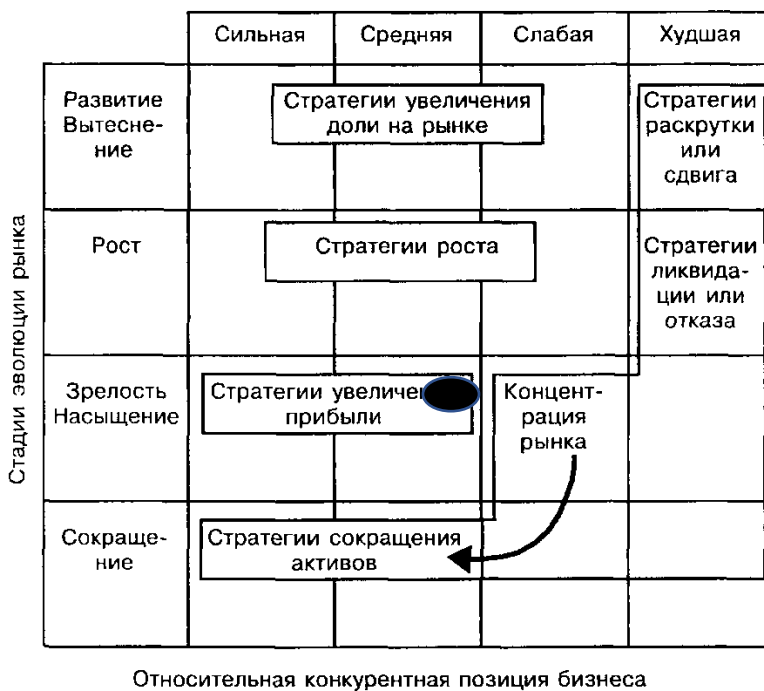 Сильная Средняя Слабая Худшая
Развитие
Вытесне-
ние
Стратегии увеличения
доли на рынке
Стратегии
раскрутки
или
сдвига
Рост
Стратегии роста
Стратегии
ликвида-
ции или
отказа
Зрелость
Насыщение
Стратегии
прибыли
Концент-
рация
рынка
Сокраще-
ние
Стратегии сокращения
активов
Стадии эволюции рынка
Относительная конкурентная позиция бизнеса